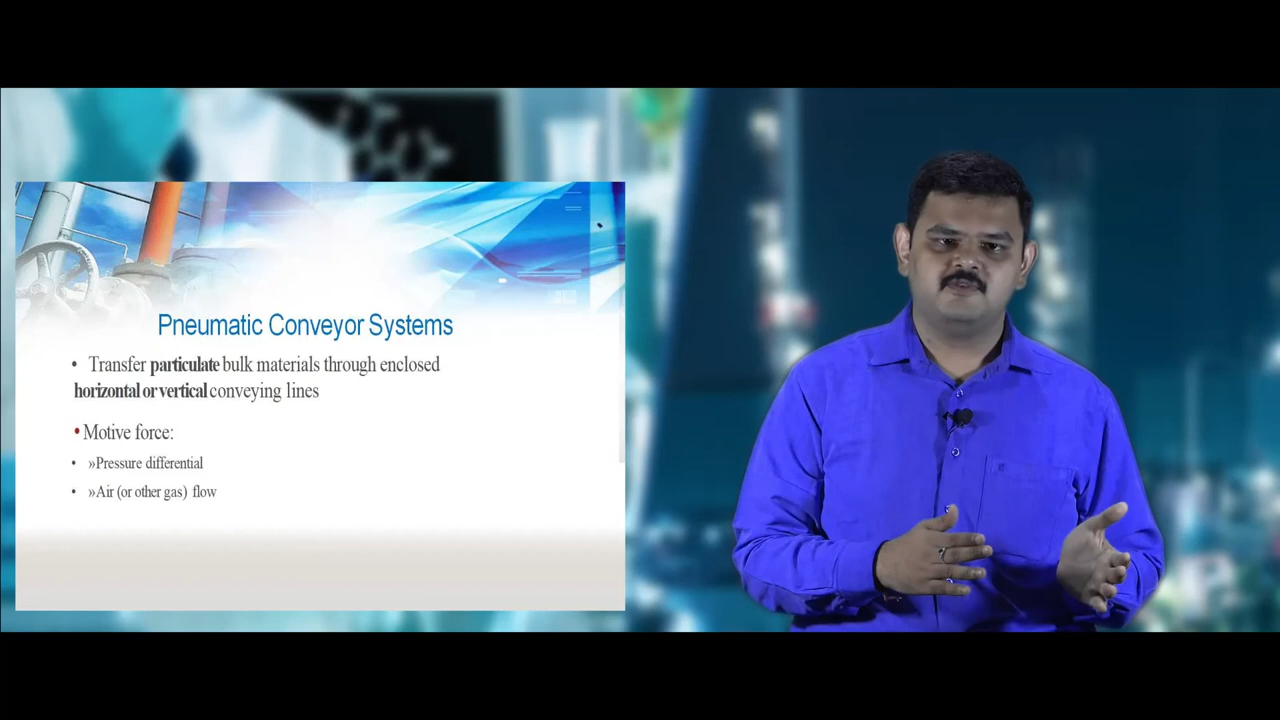 Pneumatic Conveyor Systems
• Transfer particulate bulk materials through enclosed
horizontal or vertical conveying lines
• Motive force:
• »Pressure differential
• »Air (or other gas) flow